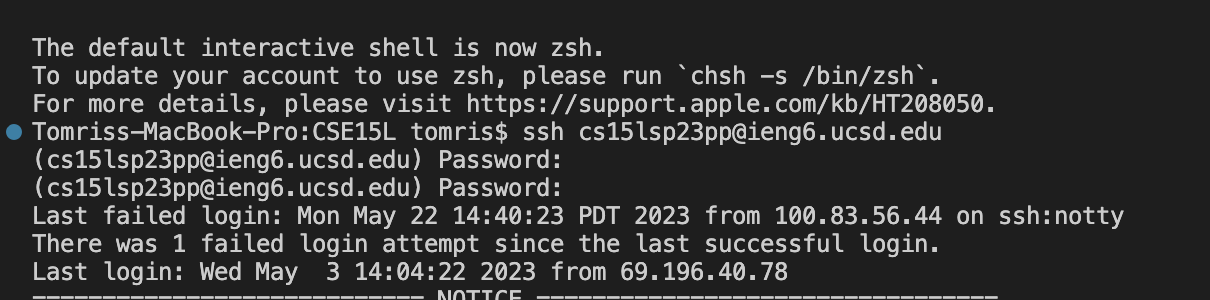 The default interactive shell is now zsh.
To update your account to use zsh, please run `chsh -s /bin/zsh`.
For more details, please visit https://support.apple.com/kb/HT208050.
Tomriss-MacBook-Pro:CSE15L tomris$ ssh cs15lsp23pp@ieng6.ucsd.edu
(cs15lsp23pp@ieng6.ucsd.edu) Password:
(cs15lsp23pp@ieng6.ucsd.edu) Password:
Last failed login: Mon May 22 14:40:23 PDT 2023 from 100.83.56.44 on ssh:notty
There was 1 failed login attempt since the last successful login.
Last login: Wed May  3 14:04:22 2023 from 69.196.40.78
============================ NOTICE =================================